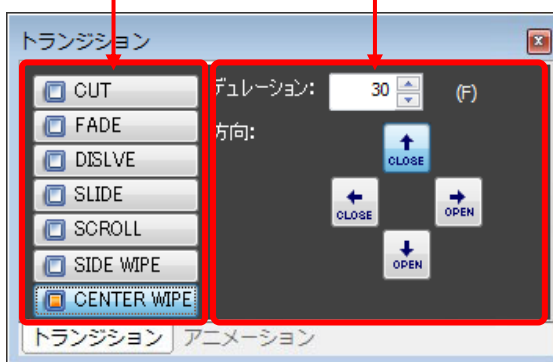 トランジション
CUT
FADE
DISLVE
SLIDE
SCROLL
SIDE WIPE
CENTER WIPE
デュレーション: 30 (F)
方向:
CLOSE
CLOSE
OPEN
OPEN
トランジション アニメーション